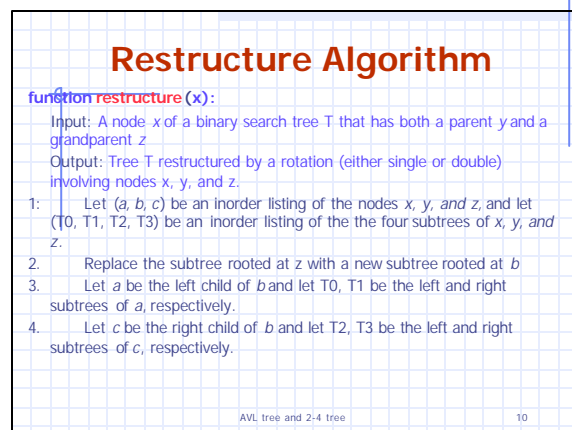 Restructure Algorithm
function restructure (x):
Input: A node x of a binary search tree T that has both a parent y and a
grandparent z
Output: Tree T restructured by a rotation (either single or double)
involving nodes x, y, and z.
1: Let (a, b, c) be an inorder listing of the nodes x, y, and z, and let
(T0, T1, T2, T3) be an inorder listing of the the four subtrees of x, y, and
z.
2. Replace the subtree rooted at z with a new subtree rooted at b
3. Let a be the left child of b and let T0, T1 be the left and right
subtrees of a, respectively.
4. Let c be the right child of b and let T2, T3 be the left and right
subtrees of c, respectively.
AVL tree and 2-4 tree 10